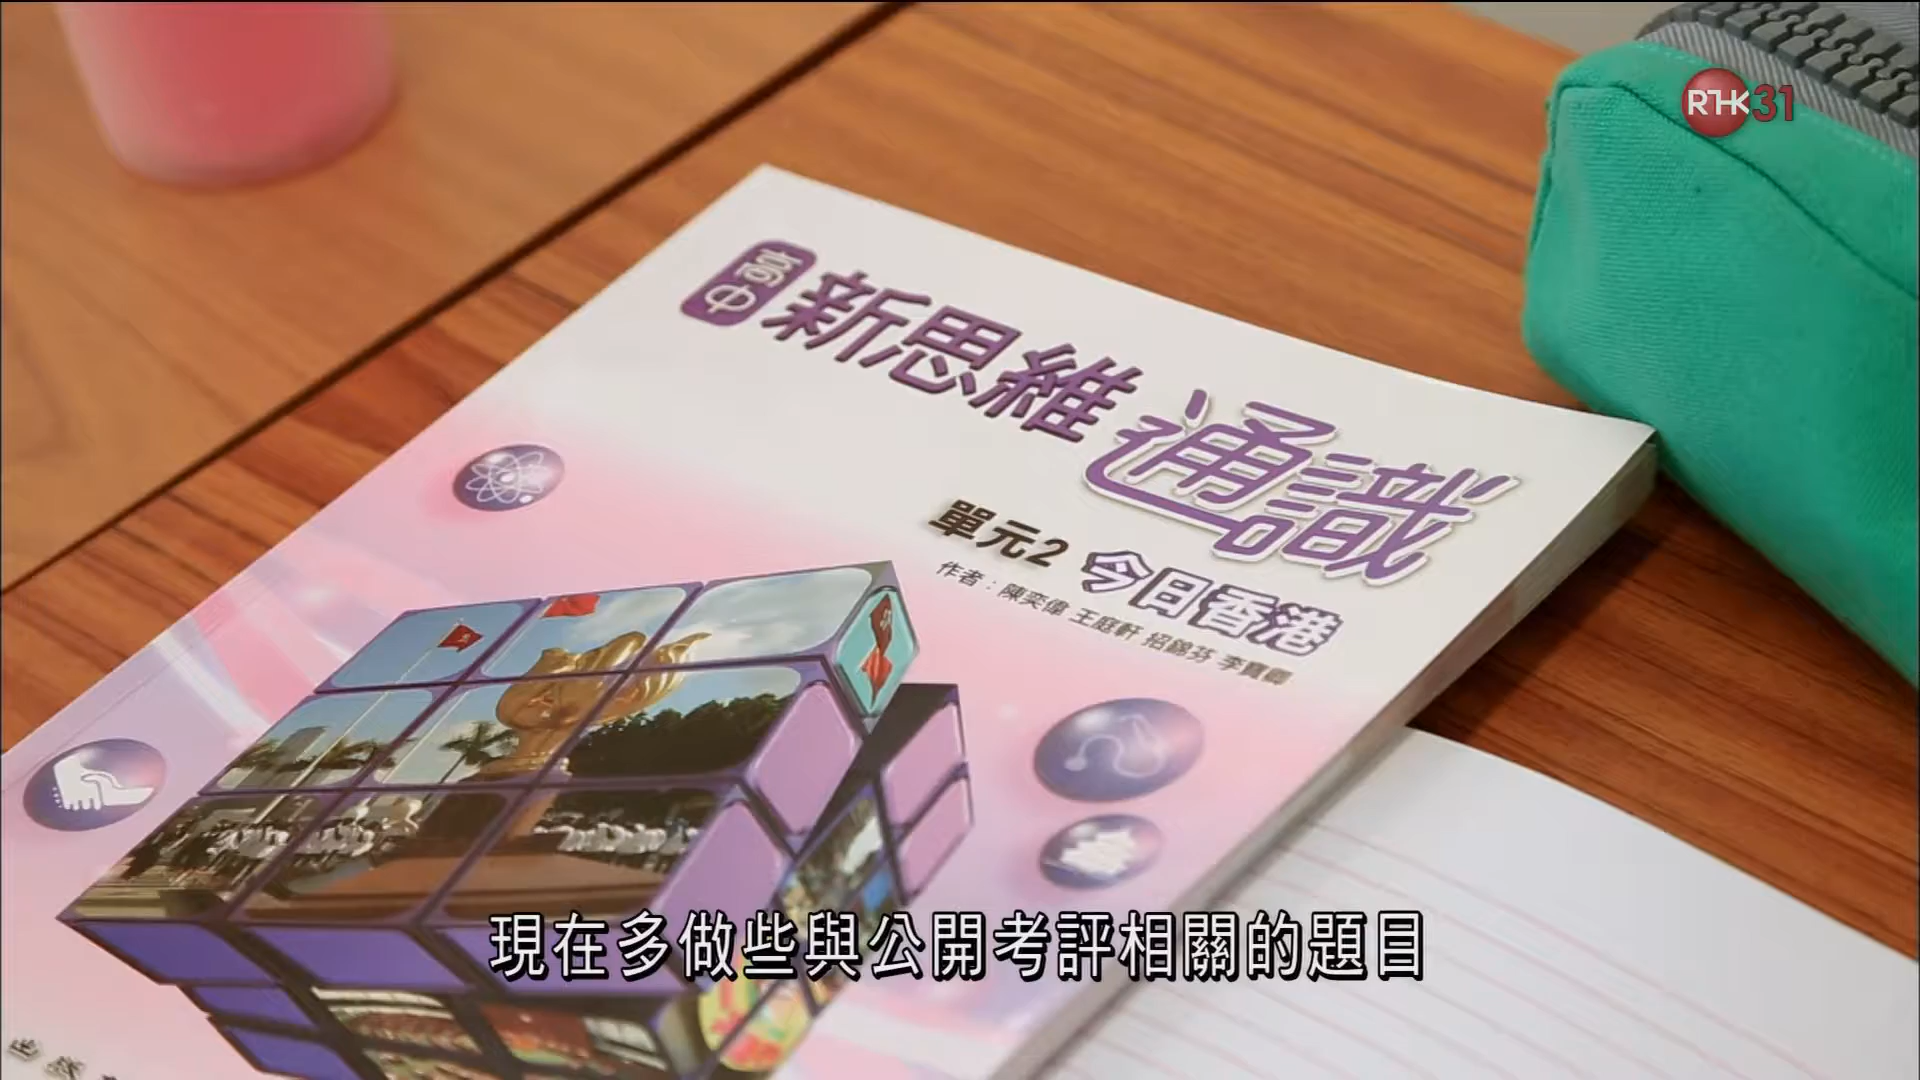 RTHK31
高中
新思維
通識
單元2 今日香港
作者：陳奕偉 王庭軒 招錦芬 李寶卿
現在多做些與公開考評相關的題目